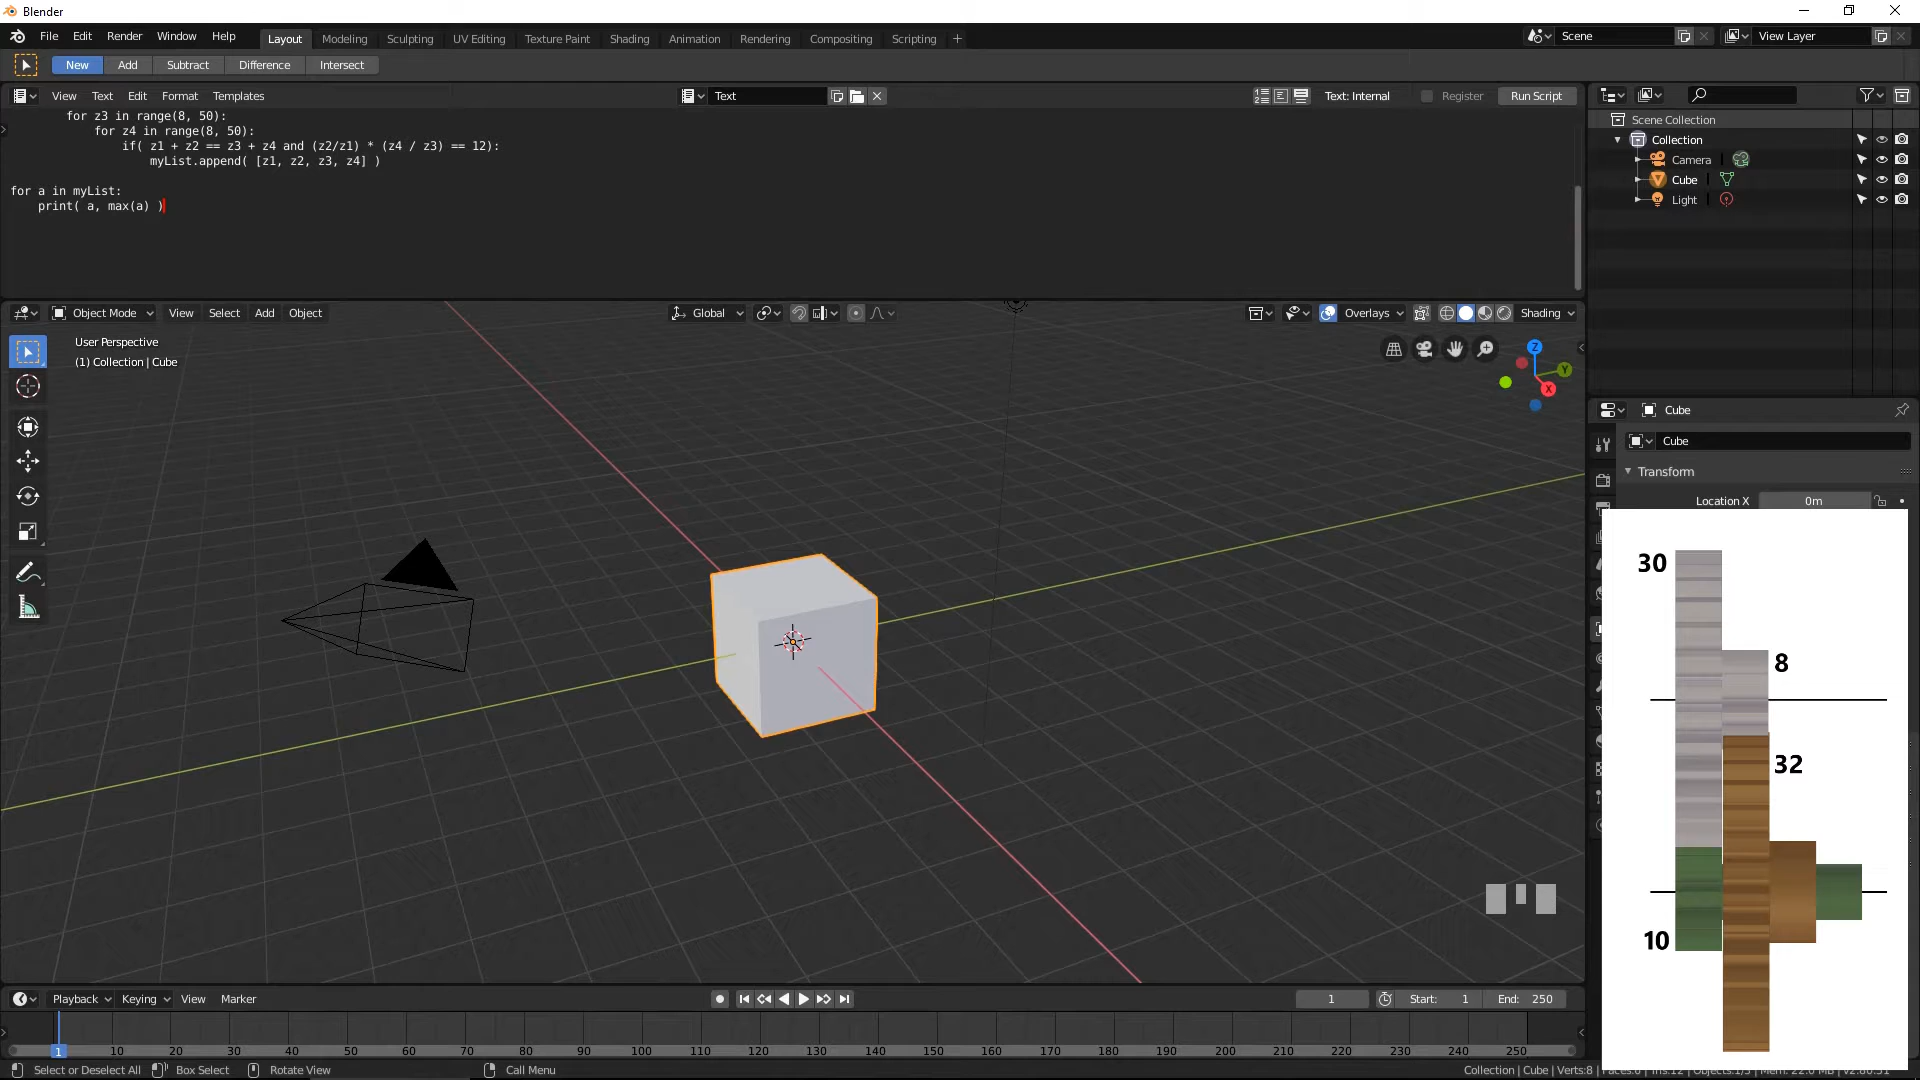 Blender
File Edit Render Window Help Layout Modeling Sculpting UV Editing Texture Paint Shading Animation Rendering Compositing Scripting + Scene View Layer
New Add Subtract Difference Intersect
View Text Edit Format Templates Text Text: Internal Register Run Script
for z3 in range(8, 50):
for z4 in range(8, 50):
if( z1 + z2 == z3 + z4 and (z2/z1) * (z4 / z3) == 12):
myList.append( [z1, z2, z3, z4] )
for a in myList:
print( a, max(a) )
Scene Collection
Collection
Camera
Cube
Light
Object Mode View Select Add Object Global Overlays Shading
User Perspective
(1) Collection | Cube
Z
Y
X
Cube
Cube
Transform
Location X 0m
30
8
32
10
Playback Keying View Marker 1 Start: 1 End: 250
1 10 20 30 40 50 60 70 80 90 100 110 120 130 140 150 160 170 180 190 200 210 220 230 240 250
Select or Deselect All Box Select Rotate View Call Menu Collection | Cube | Verts:8